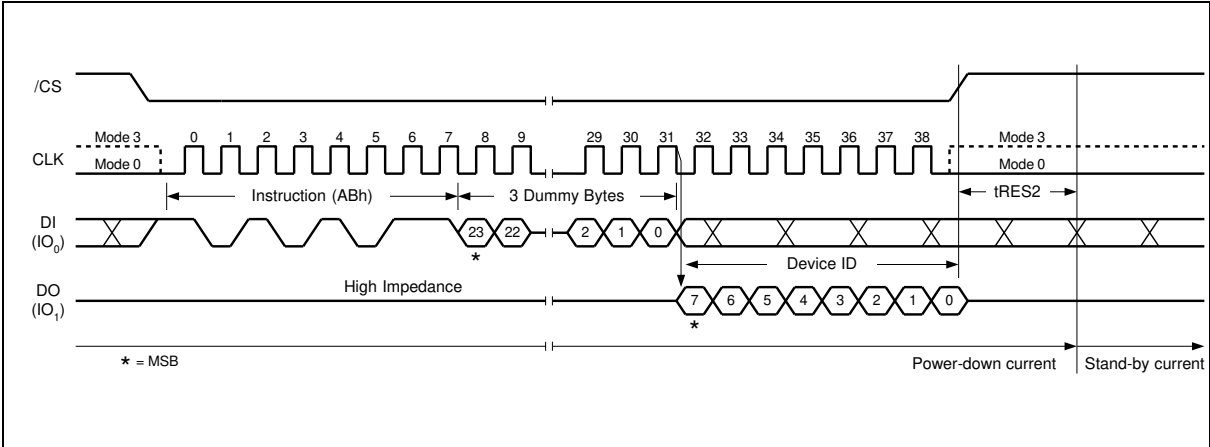 /CS
Mode 3 0 1 2 3 4 5 6 7 8 9 29 30 31 32 33 34 35 36 37 38 Mode 3
CLK
Mode 0 Mode 0
Instruction (ABh) 3 Dummy Bytes tRES2
DI
(IO0) 23 22 2 1 0
*
Device ID
High Impedance
DO
(IO1) 7 6 5 4 3 2 1 0
*
* = MSB
Power-down current Stand-by current